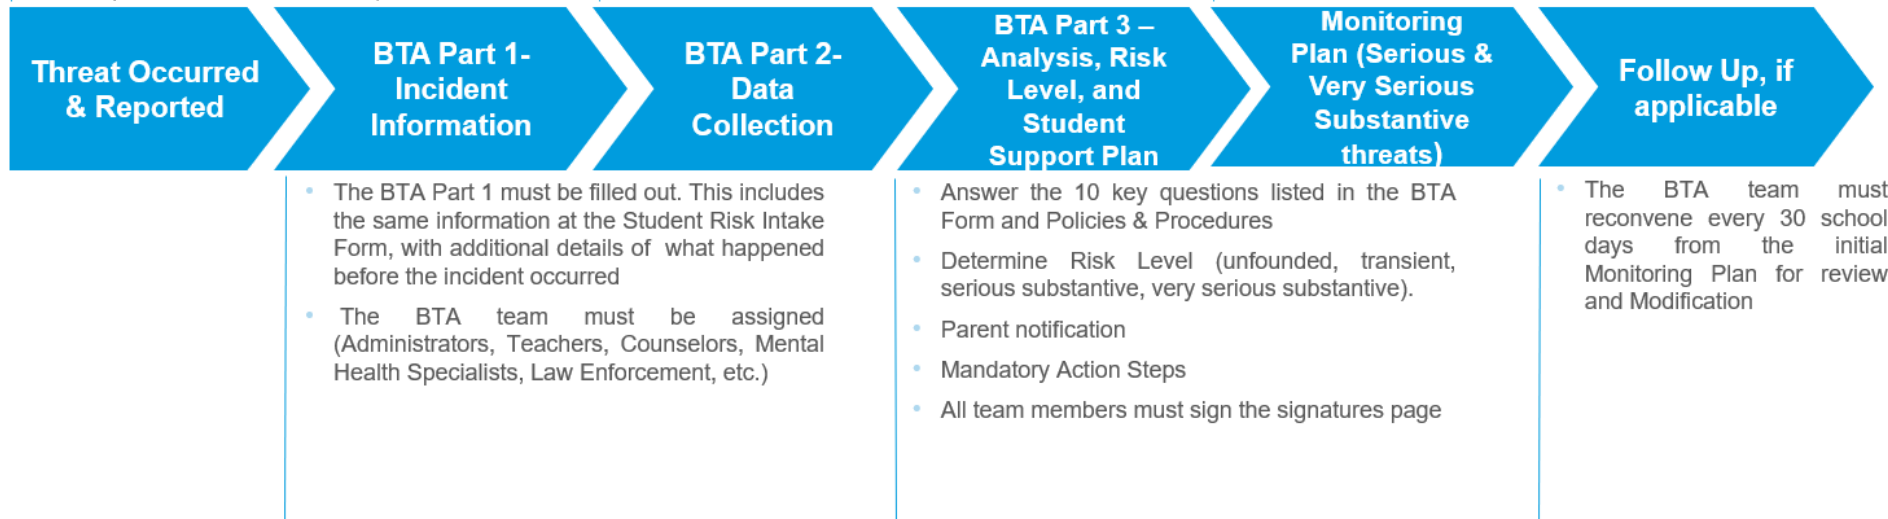 Threat Occurred
& Reported
BTA Part 1-
Incident
Information
BTA Part 2-
Data
Collection
BTA Part 3 –
Analysis, Risk
Level, and
Student
Support Plan
Monitoring
Plan (Serious &
Very Serious
Substantive
threats)
Follow Up, if
applicable
• The BTA Part 1 must be filled out. This includes
the same information at the Student Risk Intake
Form, with additional details of what happened
before the incident occurred
• The BTA team must be assigned
(Administrators, Teachers, Counselors, Mental
Health Specialists, Law Enforcement, etc.)
• Answer the 10 key questions listed in the BTA
Form and Policies & Procedures
• Determine Risk Level (unfounded, transient,
serious substantive, very serious substantive).
• Parent notification
• Mandatory Action Steps
• All team members must sign the signatures page
• The BTA team must
reconvene every 30 school
days from the initial
Monitoring Plan for review
and Modification